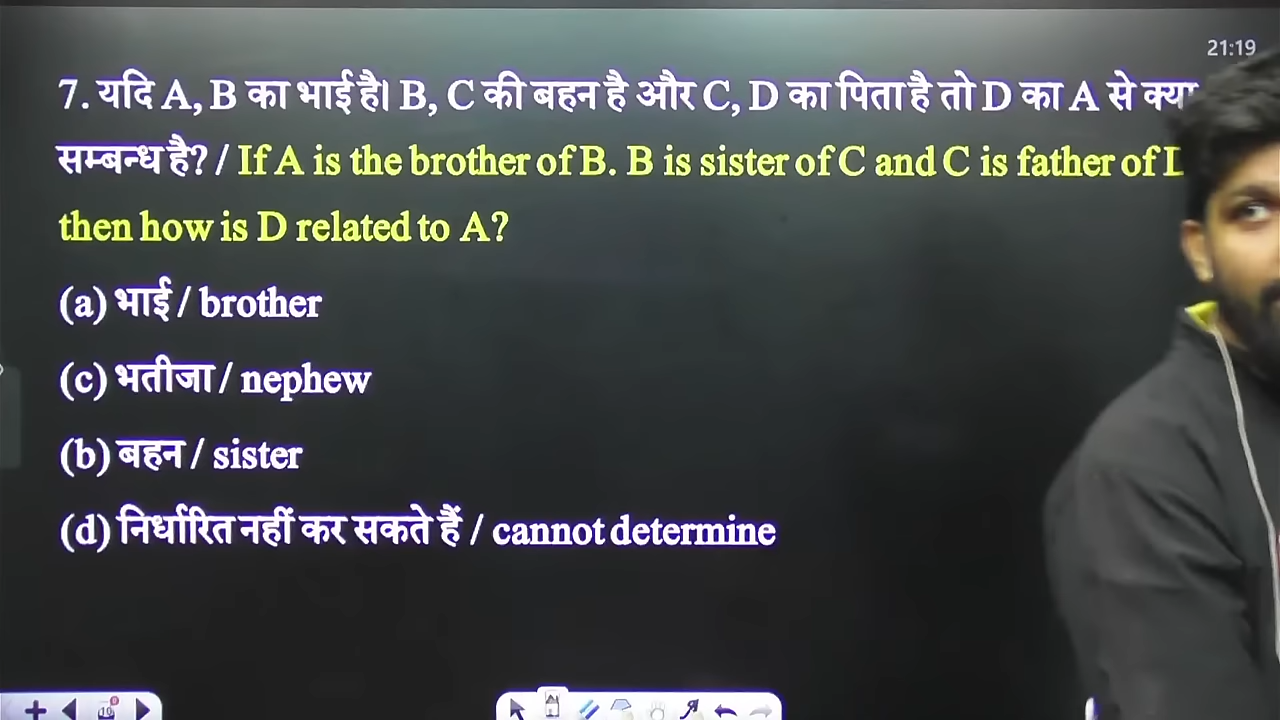 21:19
7. यदि A, B का भाई है। B, C की बहन है और C, D का पिता है तो D का A से क्या
सम्बन्ध है? / If A is the brother of B. B is sister of C and C is father of
then how is D related to A?
(a) भाई / brother
(c) भतीजा / nephew
(b) बहन / sister
(d) निर्धारित नहीं कर सकते हैं / cannot determine